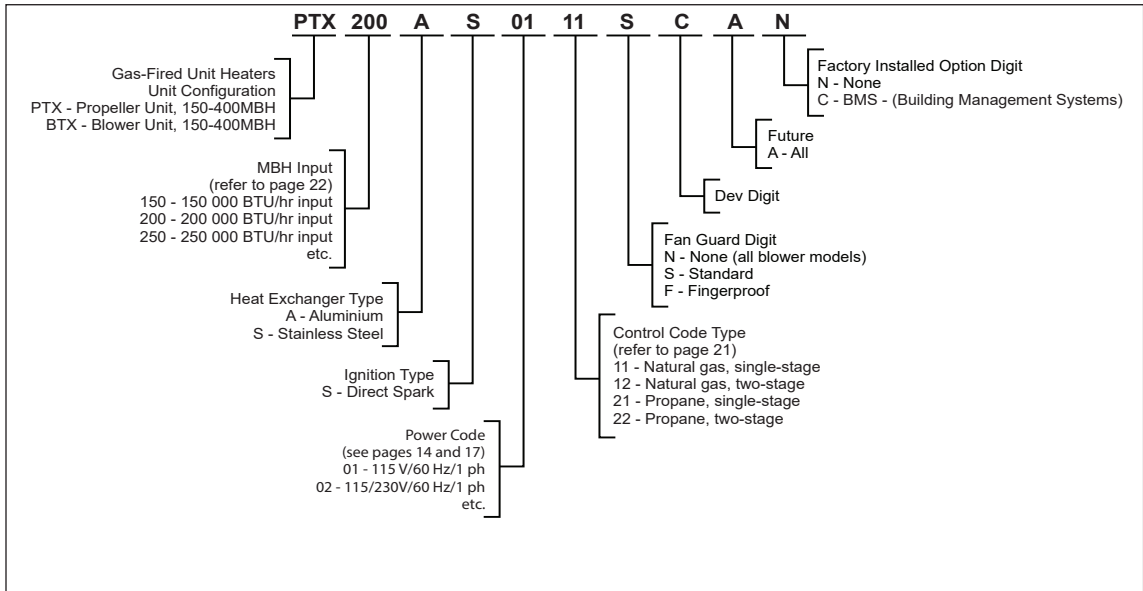 PTX 200 A S 01 11 S C A N
Gas-Fired Unit Heaters
Unit Configuration
PTX - Propeller Unit, 150-400MBH
BTX - Blower Unit, 150-400MBH
MBH Input
(refer to page 22)
150 - 150 000 BTU/hr input
200 - 200 000 BTU/hr input
250 - 250 000 BTU/hr input
etc.
Heat Exchanger Type
A - Aluminium
S - Stainless Steel
Ignition Type
S - Direct Spark
Power Code
(see pages 14 and 17)
01 - 115 V/60 Hz/1 ph
02 - 115/230V/60 Hz/1 ph
etc.
Factory Installed Option Digit
N - None
C - BMS - (Building Management Systems)
Future
A - All
Dev Digit
Fan Guard Digit
N - None (all blower models)
S - Standard
F - Fingerproof
Control Code Type
(refer to page 21)
11 - Natural gas, single-stage
12 - Natural gas, two-stage
21 - Propane, single-stage
22 - Propane, two-stage